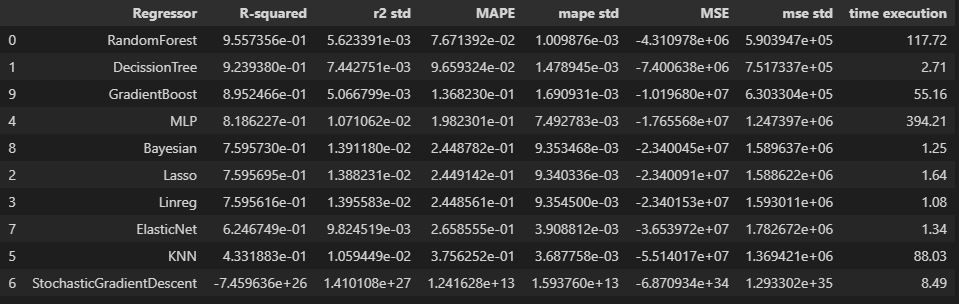 Regressor R-squared r2 std MAPE mape std MSE mse std time execution
0 RandomForest 9.557356e-01 5.623391e-03 7.671392e-02 1.009876e-03 -4.310978e+06 5.903947e+05 117.72
1 DecissionTree 9.239380e-01 7.442751e-03 9.659324e-02 1.478945e-03 -7.400638e+06 7.517337e+05 2.71
9 GradientBoost 8.952466e-01 5.066799e-03 1.368230e-01 1.690931e-03 -1.019680e+07 6.303304e+05 55.16
4 MLP 8.186227e-01 1.071062e-02 1.982301e-01 7.492783e-03 -1.765568e+07 1.247397e+06 394.21
8 Bayesian 7.595730e-01 1.391180e-02 2.448782e-01 9.353468e-03 -2.340045e+07 1.589637e+06 1.25
2 Lasso 7.595695e-01 1.388231e-02 2.449142e-01 9.340336e-03 -2.340091e+07 1.588622e+06 1.64
3 Linreg 7.595616e-01 1.395583e-02 2.448561e-01 9.354500e-03 -2.340153e+07 1.593011e+06 1.08
7 ElasticNet 6.246749e-01 9.824519e-03 2.658555e-01 3.908812e-03 -3.653972e+07 1.782672e+06 1.34
5 KNN 4.331883e-01 1.059449e-02 3.756252e-01 3.687758e-03 -5.514017e+07 1.369421e+06 88.03
6 StochasticGradientDescent -7.459636e+26 1.410108e+27 1.241628e+13 1.593760e+13 -6.870934e+34 1.293302e+35 8.49